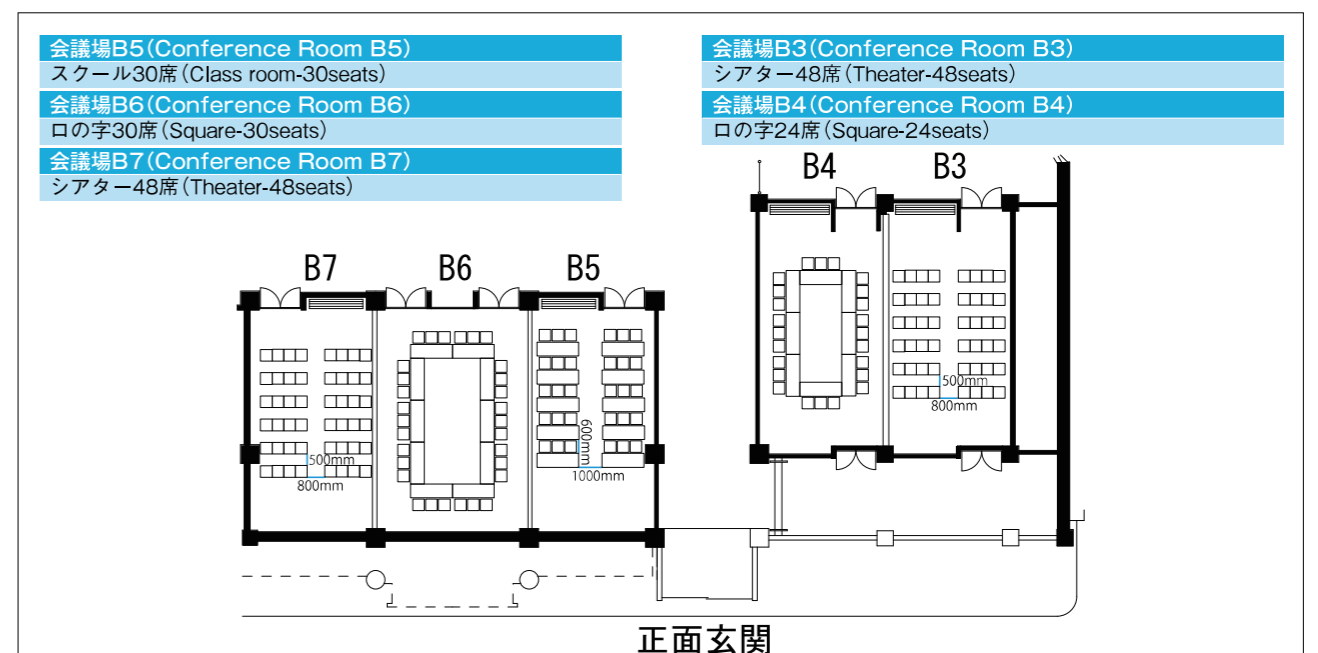 会議場B5(Conference Room B5)
スクール30席(Class room-30seats)
会議場B6(Conference Room B6)
ロの字30席(Square-30seats)
会議場B7(Conference Room B7)
シアター48席(Theater-48seats)
会議場B3(Conference Room B3)
シアター48席(Theater-48seats)
会議場B4(Conference Room B4)
ロの字24席(Square-24seats)
B4
B3
B7
B6
B5
500mm
800mm
600mm
1000mm
500mm
800mm
正面玄関